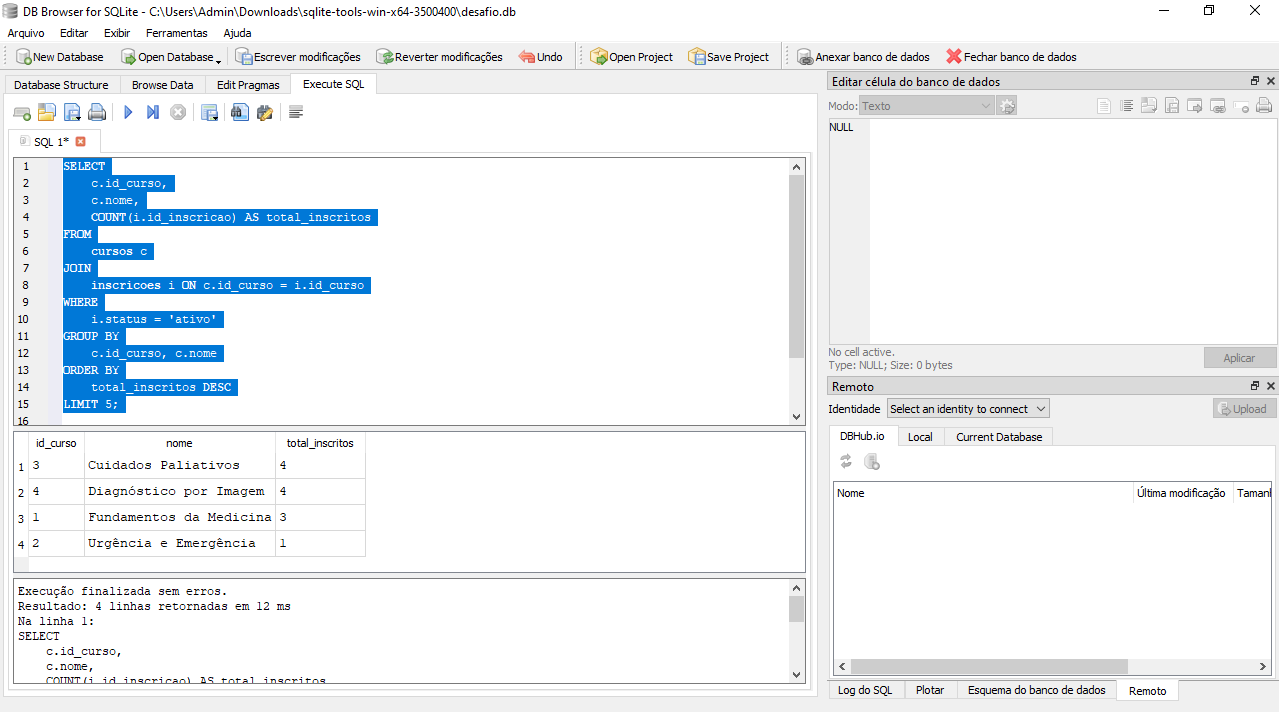 DB Browser for SQLite - C:\Users\Admin\Downloads\sqlite-tools-win-x64-3500400\desafio.db
Arquivo Editar Exibir Ferramentas Ajuda
New Database Open Database Escrever modificações Reverter modificações Undo Open Project Save Project Anexar banco de dados Fechar banco de dados
Database Structure Browse Data Edit Pragmas Execute SQL
SQL 1*
1 SELECT
2 c.id_curso,
3 c.nome,
4 COUNT(i.id_inscricao) AS total_inscritos
5 FROM
6 cursos c
7 JOIN
8 inscricoes i ON c.id_curso = i.id_curso
9 WHERE
10 i.status = 'ativo'
11 GROUP BY
12 c.id_curso, c.nome
13 ORDER BY
14 total_inscritos DESC
15 LIMIT 5;
16
id_curso nome total_inscritos
1 3 Cuidados Paliativos 4
2 4 Diagnóstico por Imagem 4
3 1 Fundamentos da Medicina 3
4 2 Urgência e Emergência 1
Execução finalizada sem erros.
Resultado: 4 linhas retornadas em 12 ms
Na linha 1:
SELECT
c.id_curso,
c.nome,
COUNT(i.id_inscricao) AS total_inscritos
Editar célula do banco de dados
Modo: Texto
NULL
No cell active.
Type: NULL; Size: 0 bytes
Aplicar
Remoto
Identidade Select an identity to connect Upload
DBHub.io Local Current Database
Nome Última modificação Tamanh
Log do SQL Plotar Esquema do banco de dados Remoto